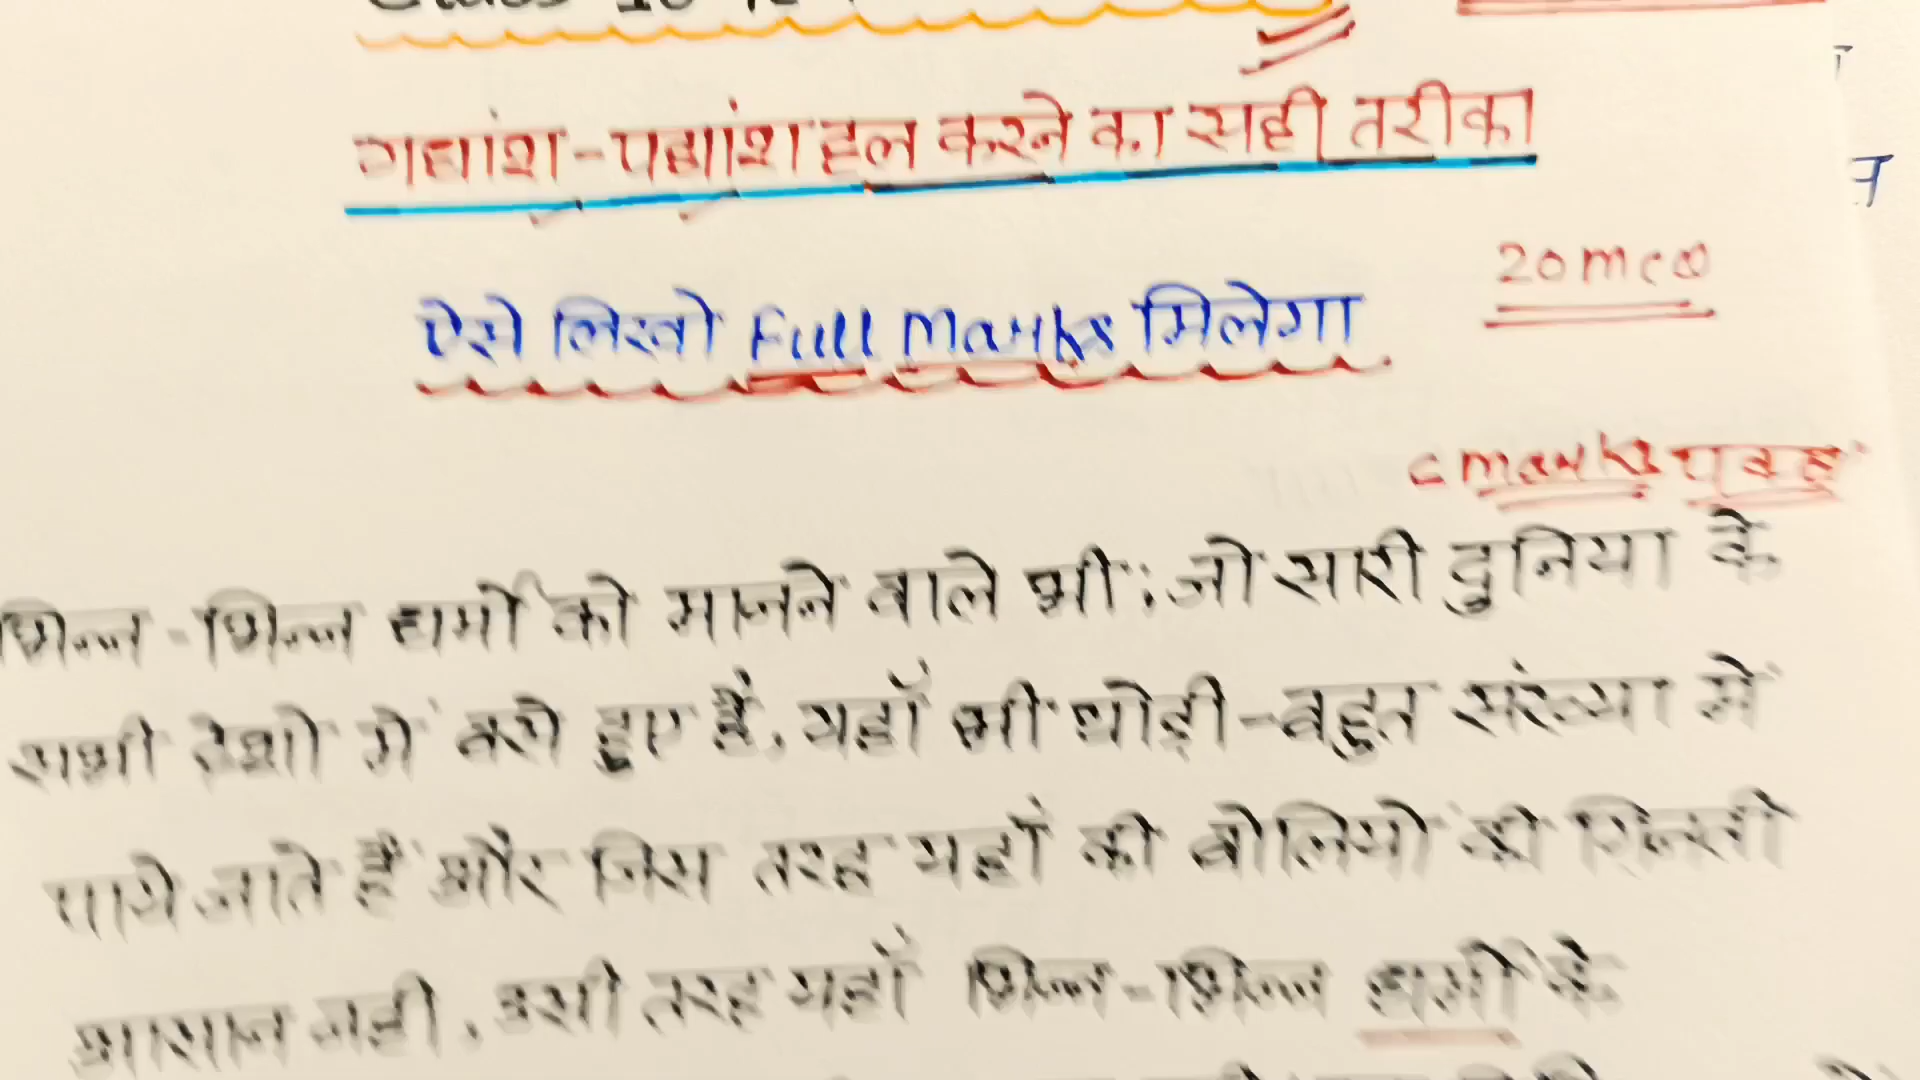 गद्यांश-पद्यांश हल करने का सही तरीका
20 mcq
ऐसे लिखो Full Marks मिलेगा
marks
भिन्न-भिन्न धर्मों को मानने वाले भी; जो सारी दुनिया के
सभी देशों में बसे हुए हैं, यहाँ भी थोड़ी-बहुत संख्या में
पाये जाते हैं और जिस तरह यहाँ की बोलियों की गिनती
आसान नहीं, उसी तरह यहाँ भिन्न-भिन्न धर्मों के